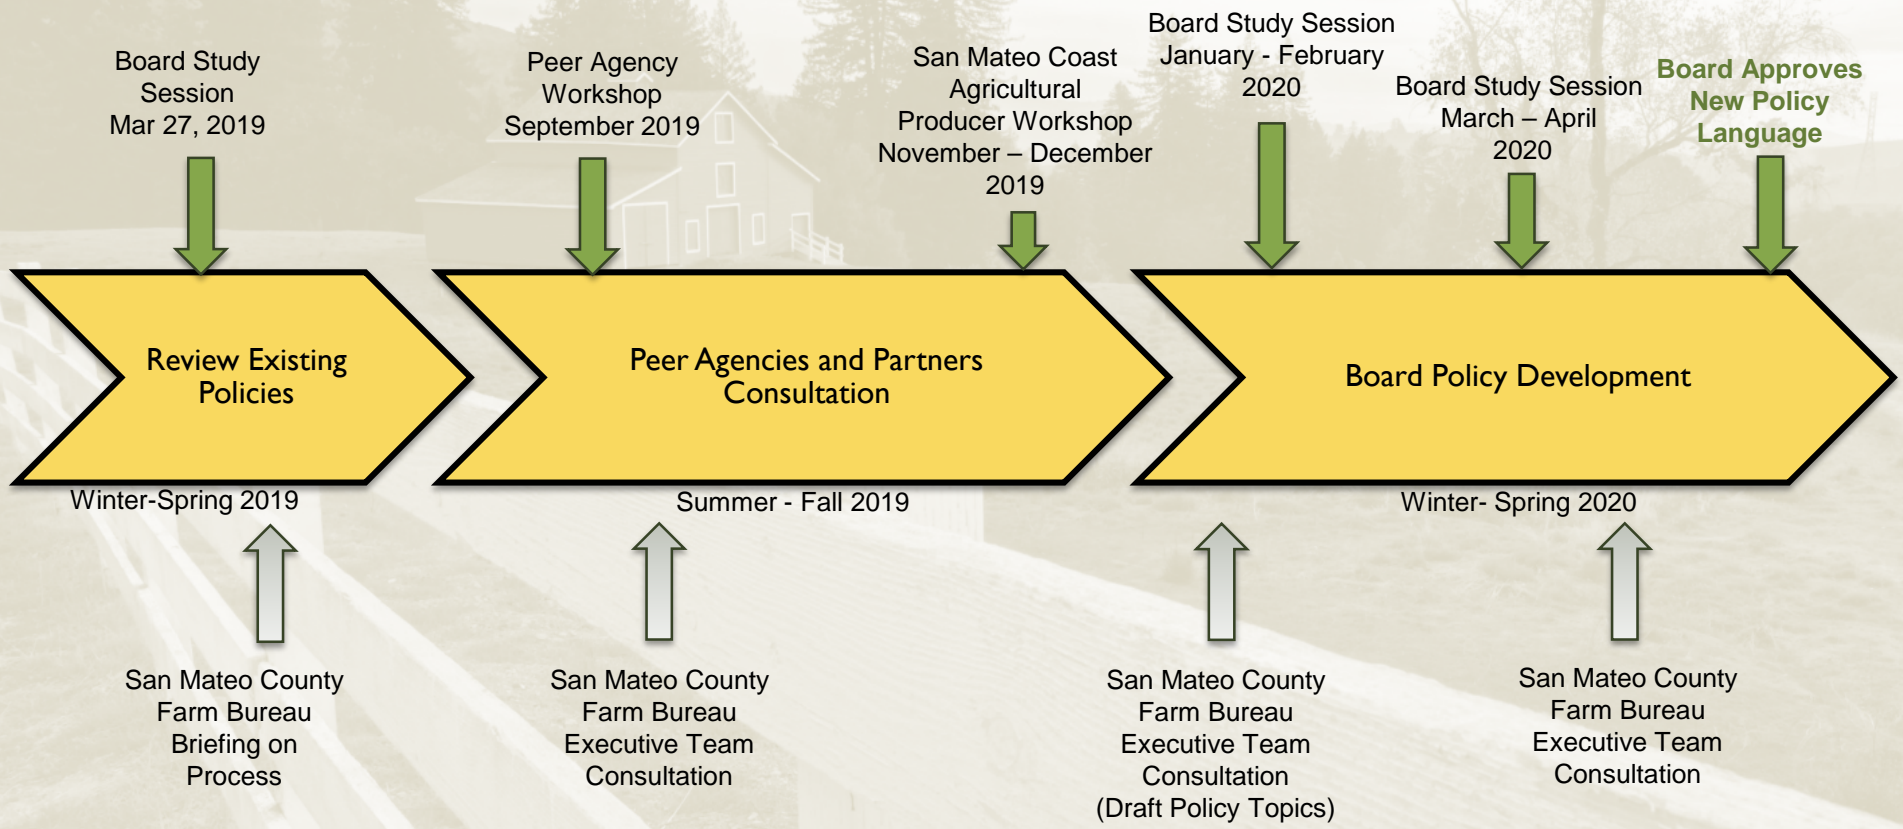 Board Study
Session
Mar 27, 2019
Peer Agency
Workshop
September 2019
San Mateo Coast
Agricultural
Producer Workshop
November – December
2019
Board Study Session
January - February
2020
Board Study Session
March – April
2020
Board Approves
New Policy
Language
Review Existing
Policies
Peer Agencies and Partners
Consultation
Board Policy Development
Winter-Spring 2019
Summer - Fall 2019
Winter- Spring 2020
San Mateo County
Farm Bureau
Briefing on
Process
San Mateo County
Farm Bureau
Executive Team
Consultation
San Mateo County
Farm Bureau
Executive Team
Consultation
(Draft Policy Topics)
San Mateo County
Farm Bureau
Executive Team
Consultation